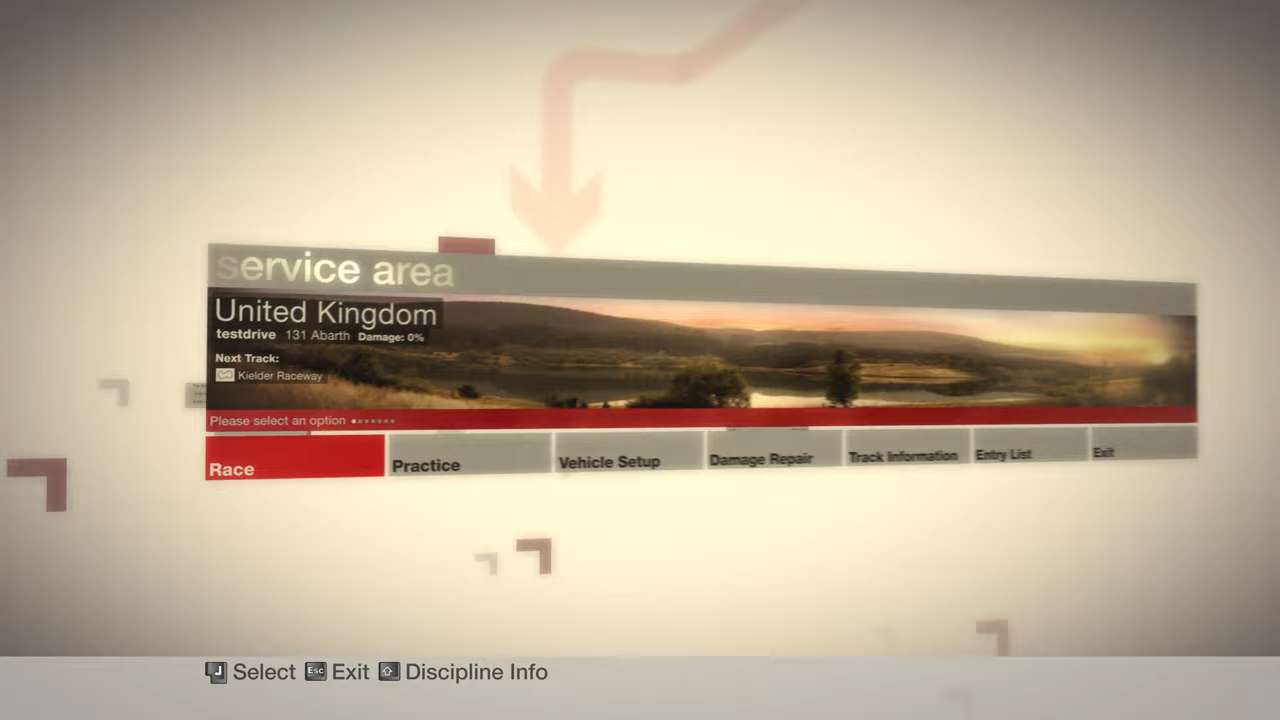 service area
United Kingdom
testdrive 131 Abarth Damage: 0%
Next Track:
Kielder Raceway
Please select an option
Race
Practice
Vehicle Setup
Damage Repair
Track Information
Entry List
Exit
Select Esc Exit Discipline Info